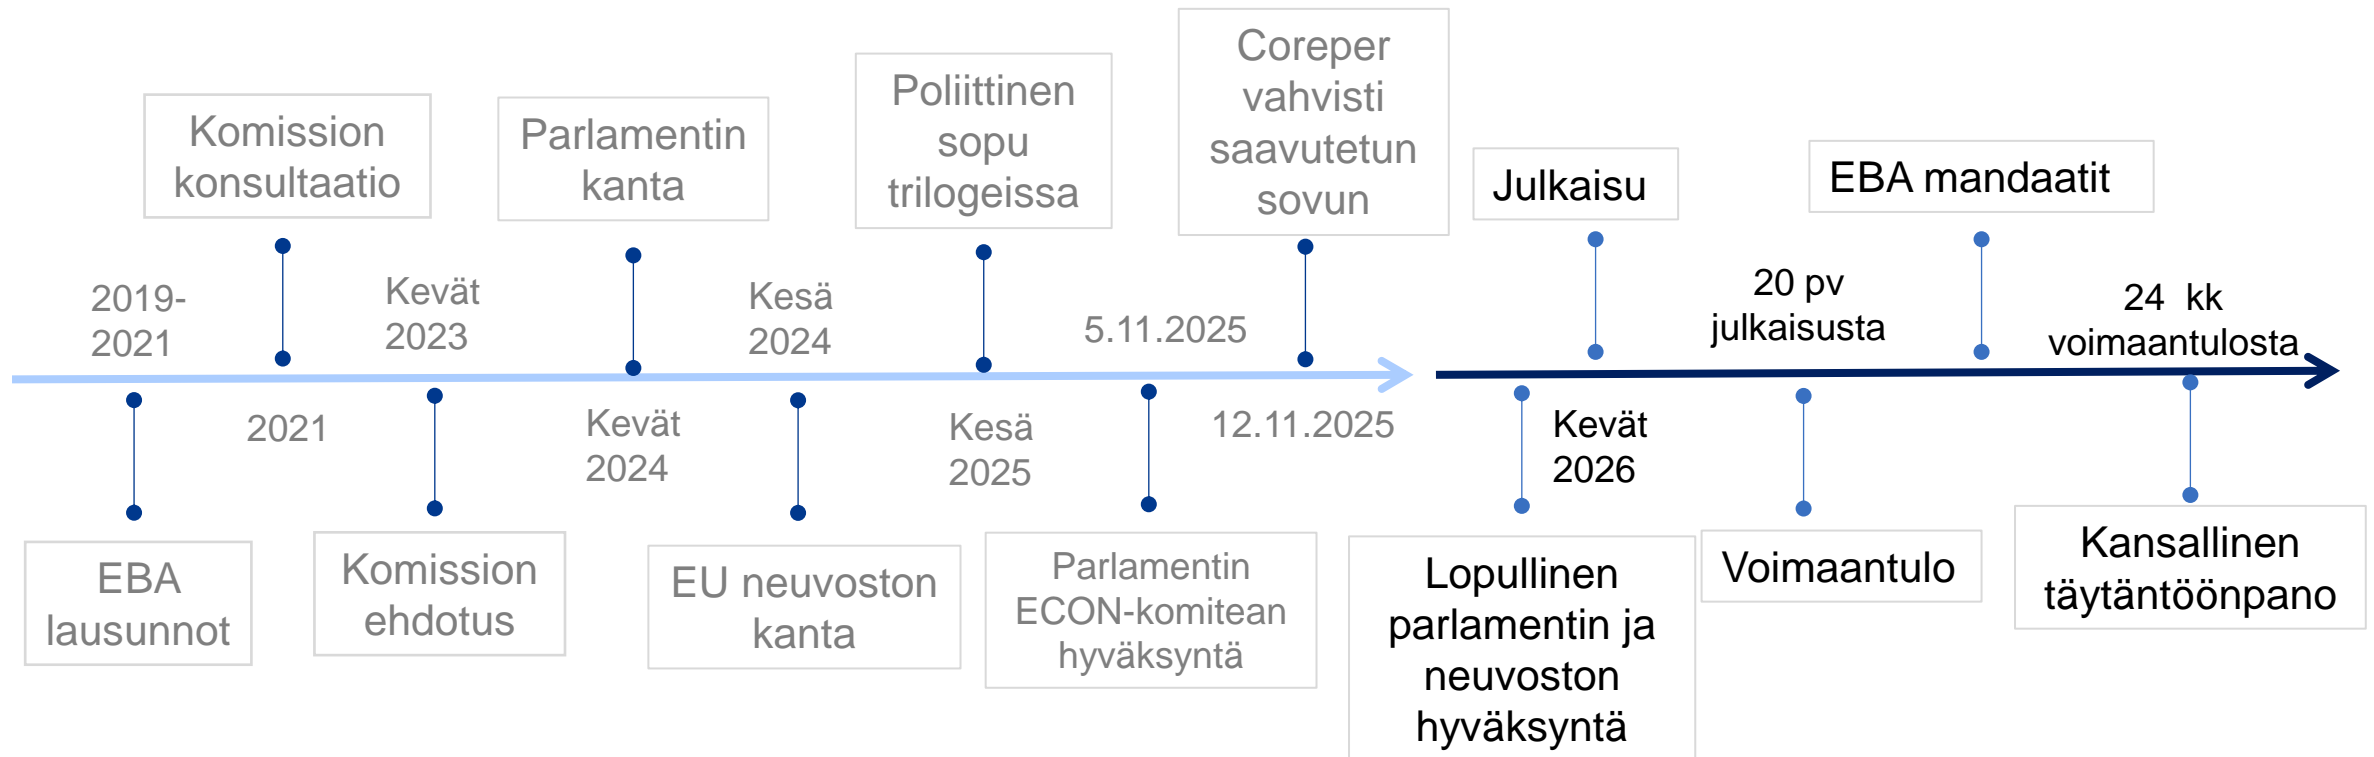 Komission
konsultaatio
Parlamentin
kanta
Poliittinen
sopu
trilogeissa
Coreper
vahvisti
saavutetun
sovun
Julkaisu
EBA mandaatit
2019-
2021
Kevät
2023
Kesä
2024
5.11.2025
20 pv
julkaisusta
24 kk
voimaantulosta
2021
Kevät
2024
Kesä
2025
12.11.2025
Kevät
2026
EBA
lausunnot
Komission
ehdotus
EU neuvoston
kanta
Parlamentin
ECON-komitean
hyväksyntä
Lopullinen
parlamentin ja
neuvoston
hyväksyntä
Voimaantulo
Kansallinen
täytäntöönpano